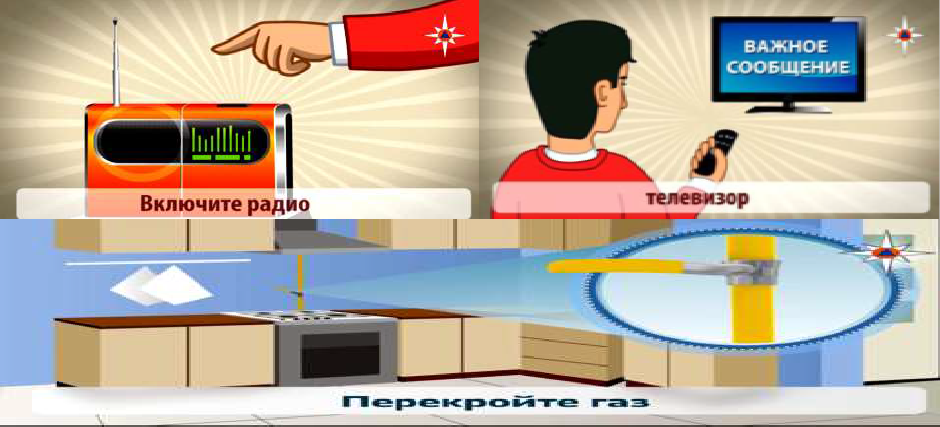 ВАЖНОЕ
СООБЩЕНИЕ
Включите радио
телевизор
Перекройте газ